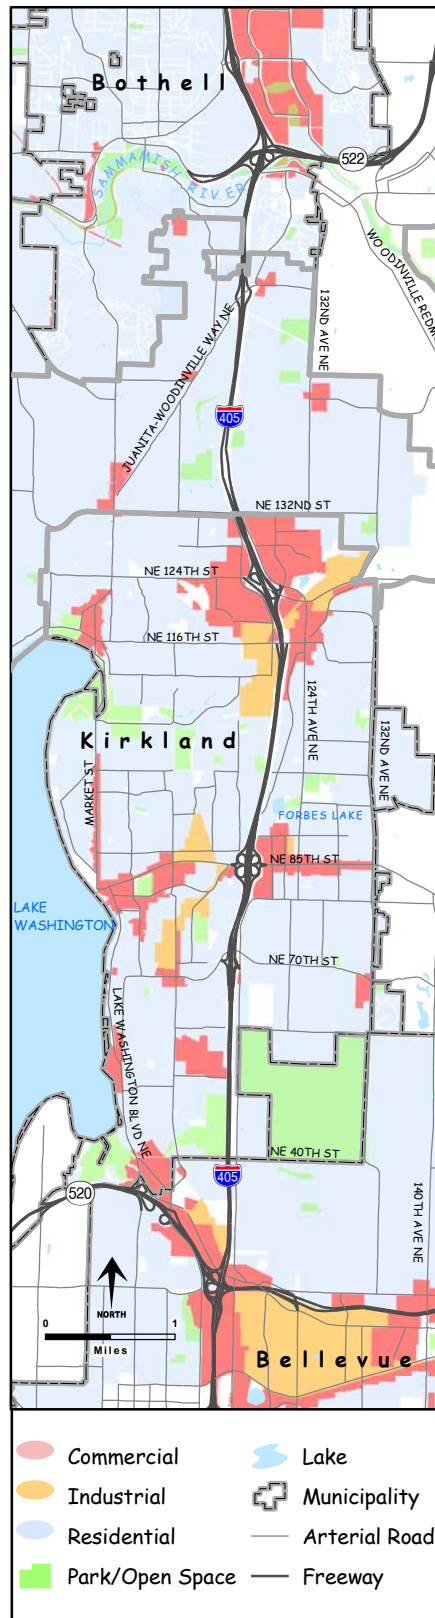 Bothell
522
SAMMAMISH RIVER
132ND AVE NE
JUANITA-WOODINVILLE WAY NE
405
NE 132ND ST
NE 124TH ST
NE 116TH ST
124TH AVE NE
132ND AVE NE
Kirkland
MARKET ST
FORBES LAKE
NE 85TH ST
LAKE
WASHINGTON
NE 70TH ST
LAKE WASHINGTON BLVD NE
NE 40TH ST
405
520
140TH AVE NE
NORTH
0 1
Miles
Bellevue
Commercial
Lake
Industrial
Municipality
Residential
Arterial Road
Park/Open Space
Freeway